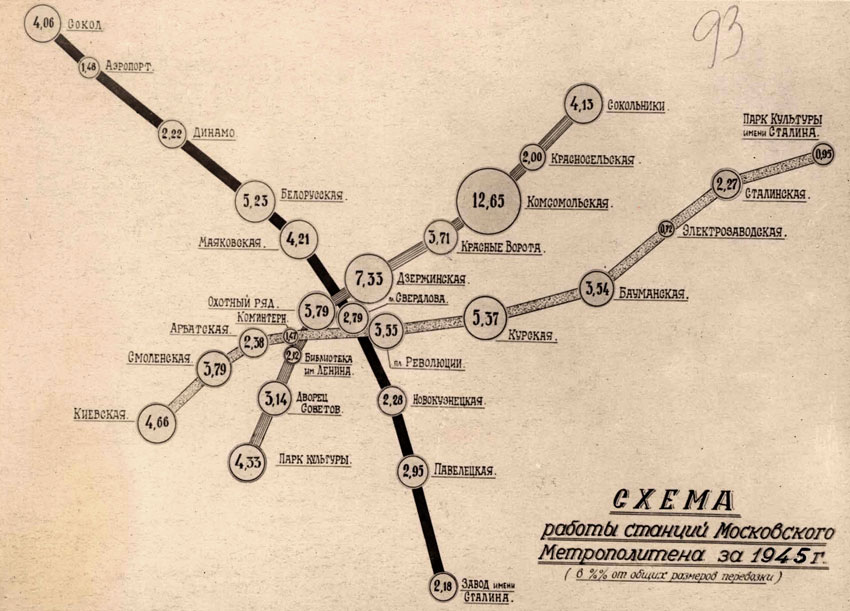 93
4,06
Сокол.
1,46
Аэропорт.
2,22
Динамо
5,23
Белорусская.
4,21
Маяковская.
4,13
Сокольники.
2,00
Красносельская.
12,65
Комсомольская.
3,71
Красные Ворота.
7,33
Дзержинская.
Парк Культуры
имени Сталина.
0,95
2,27
Сталинская.
0,72
Электрозаводская.
3,54
Бауманская.
5,37
Курская.
3,55
пл. Революции.
пл. Свердлова.
2,79
Охотный ряд.
3,79
Коминтерн.
1,47
Арбатская.
2,38
Смоленская.
3,79
Киевская.
4,66
2,12
Библиотека
им Ленина.
3,14
Дворец
Советов.
4,33
Парк культуры.
2,28
Новокузнецкая.
2,95
Павелецкая.
2,18
Завод имени
Сталина.
СХЕМА
работы станций Московского
Метрополитена за 1945 г.
(в %% от общих размеров перевозки)